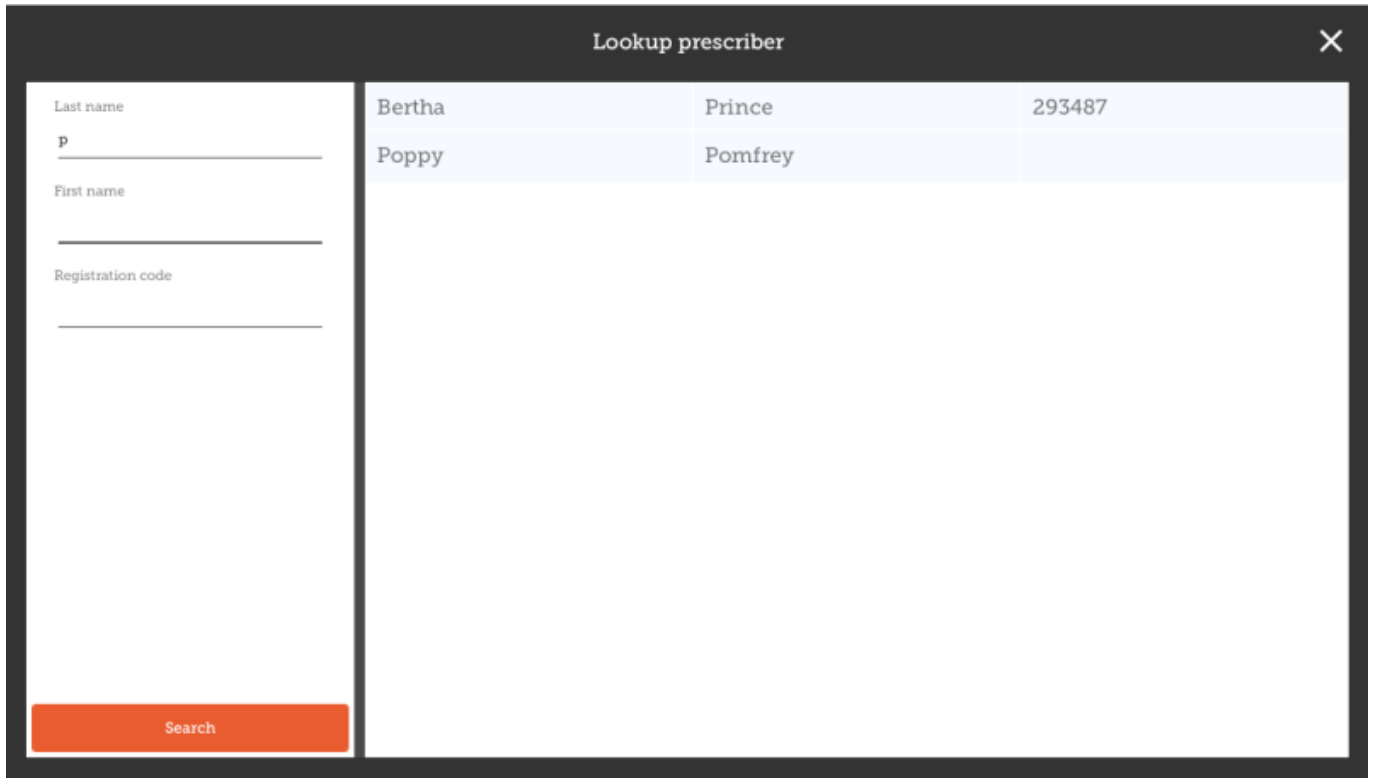 Lookup prescriber
Last name
P
First name
Registration code
Search
Bertha Prince 293487
Poppy Pomfrey